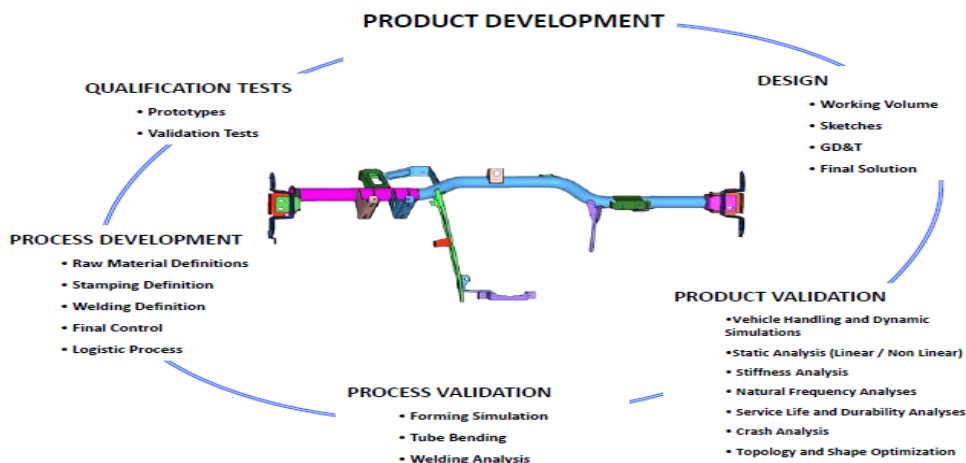 PRODUCT DEVELOPMENT
DESIGN
• Working Volume
• Sketches
• GD&T
• Final Solution
PRODUCT VALIDATION
•Vehicle Handling and Dynamic
Simulations
•Static Analysis (Linear / Non Linear)
• Stiffness Analysis
• Natural Frequency Analyses
• Service Life and Durability Analyses
• Crash Analysis
• Topology and Shape Optimization
PROCESS VALIDATION
• Forming Simulation
• Tube Bending
• Welding Analysis
PROCESS DEVELOPMENT
• Raw Material Definitions
• Stamping Definition
• Welding Definition
• Final Control
• Logistic Process
QUALIFICATION TESTS
• Prototypes
• Validation Tests